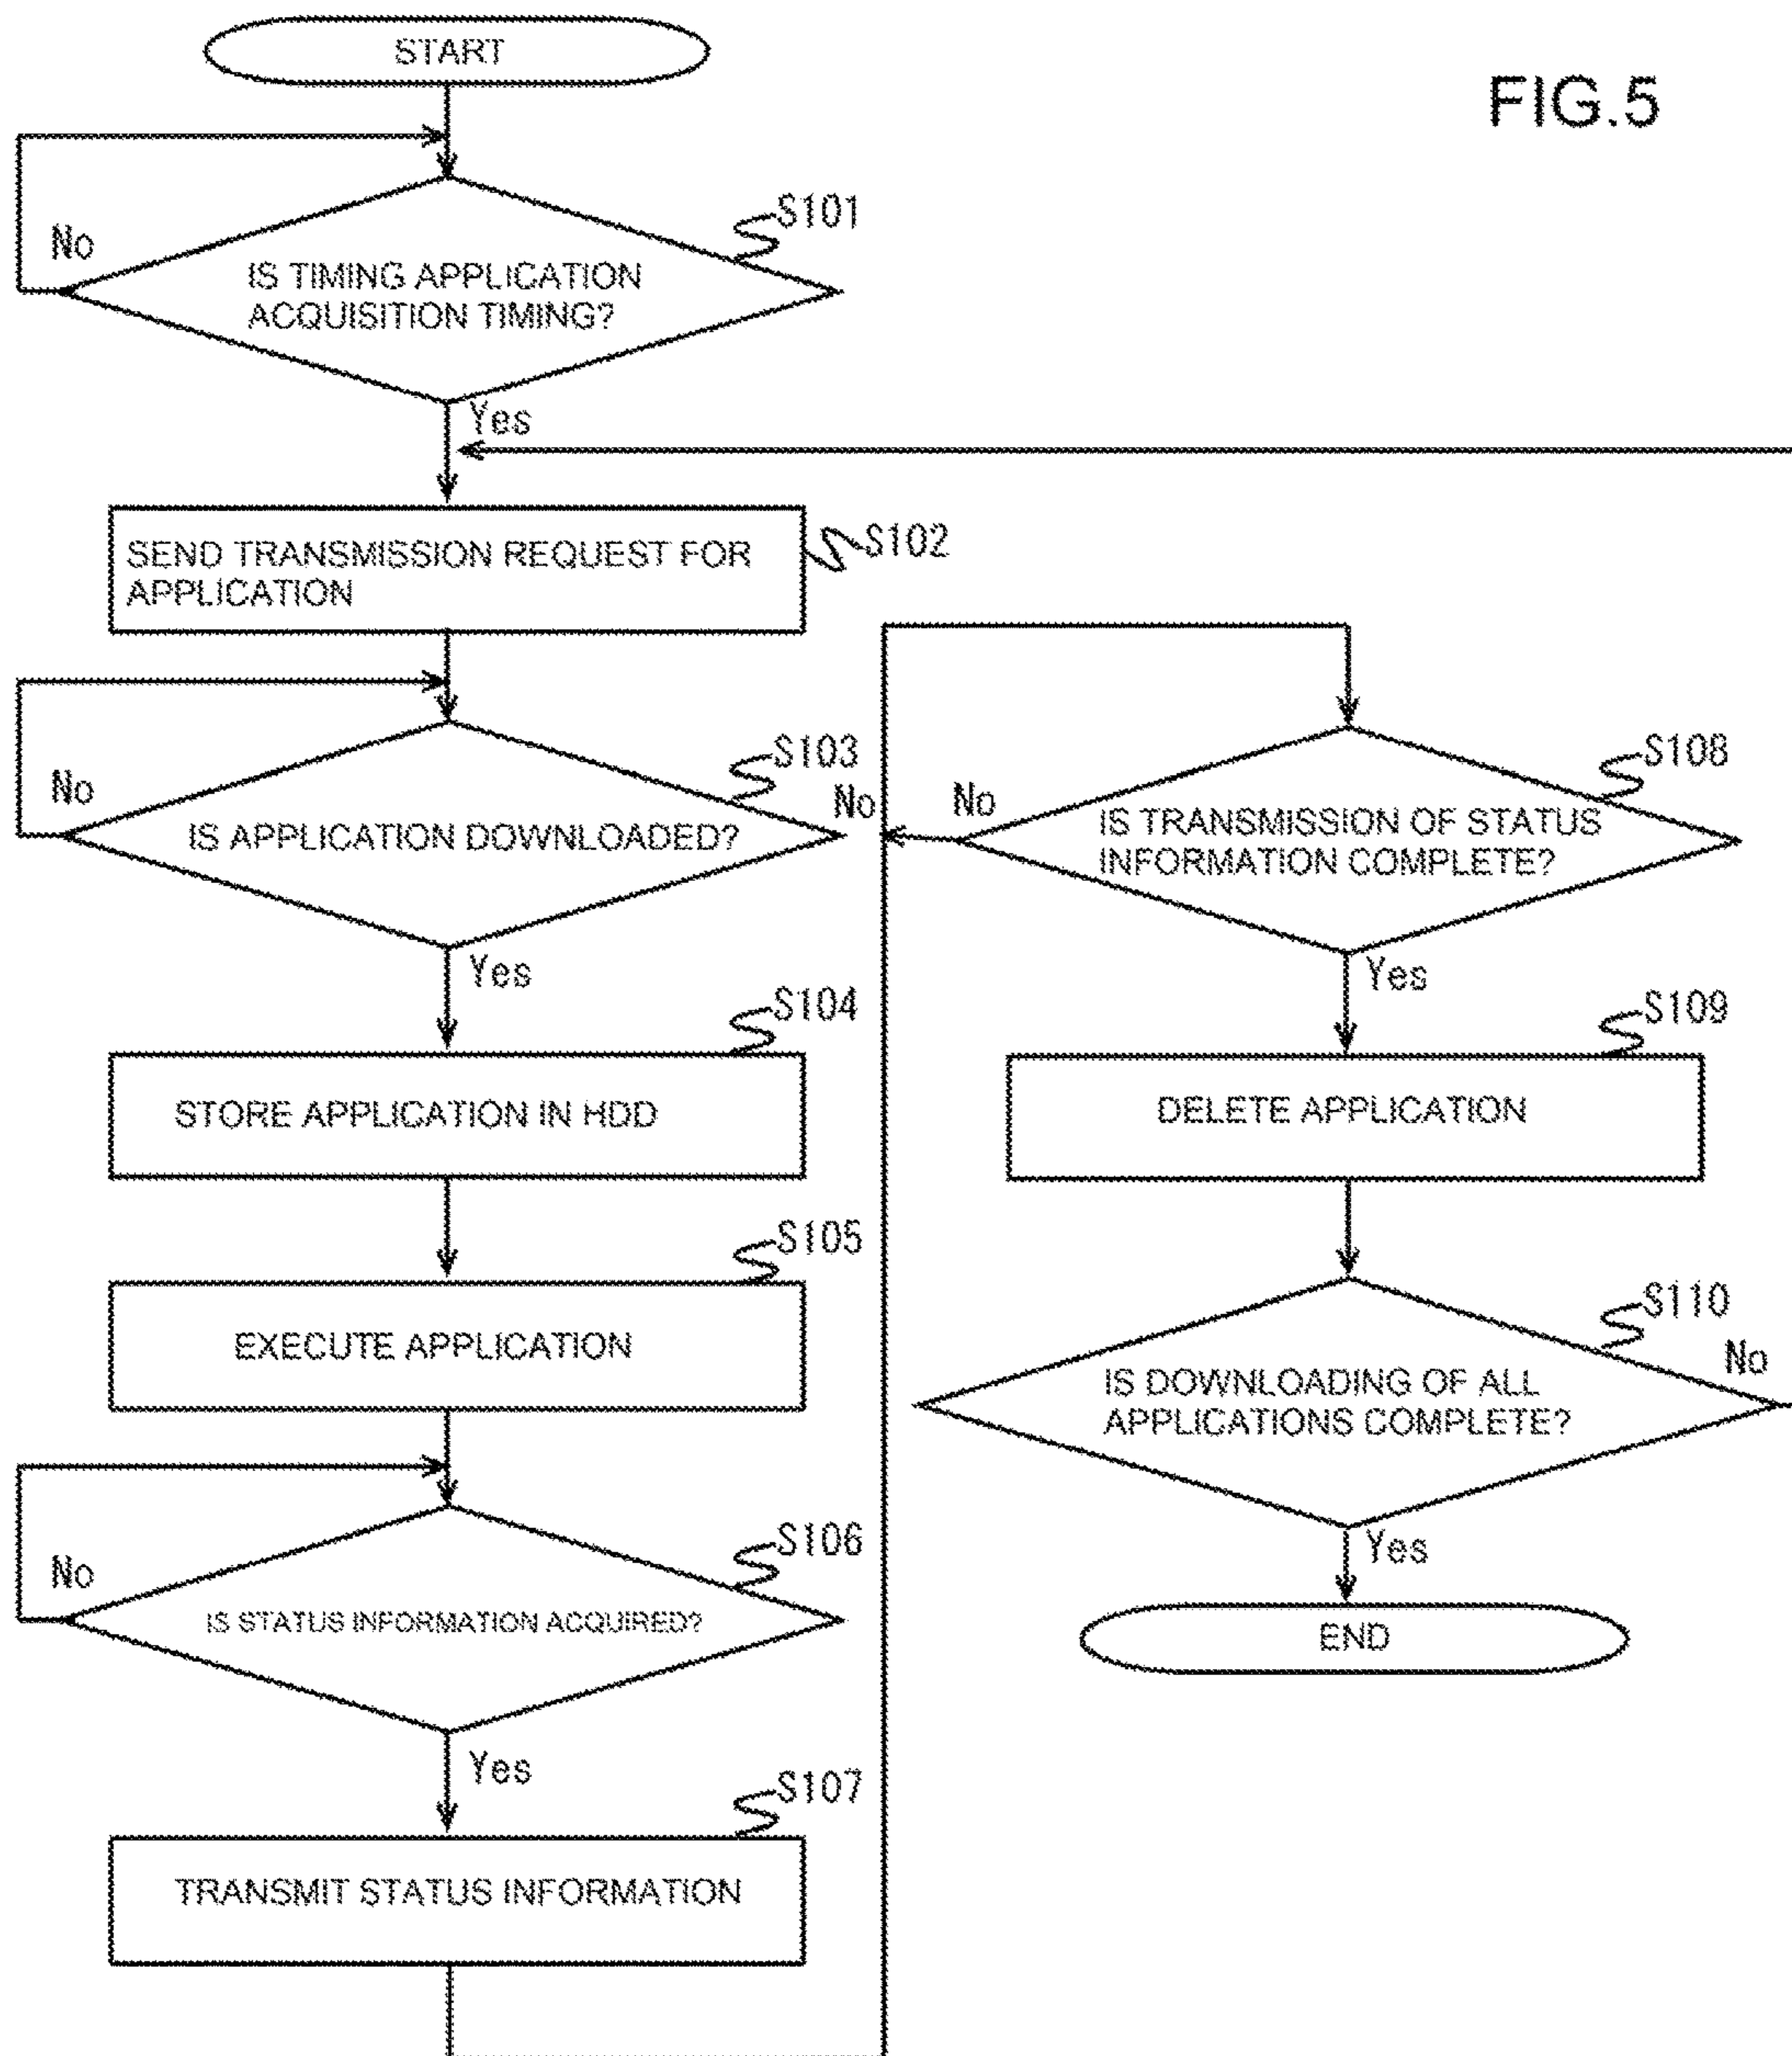 FIG.5
START
S101
No
IS TIMING APPLICATION
ACQUISITION TIMING?
Yes
SEND TRANSMISSION REQUEST FOR
APPLICATION
S102
S103
No
IS APPLICATION DOWNLOADED?
Yes
S104
STORE APPLICATION IN HDD
S105
EXECUTE APPLICATION
S106
No
IS STATUS INFORMATION ACQUIRED?
Yes
S107
TRANSMIT STATUS INFORMATION
S108
No
No
IS TRANSMISSION OF STATUS
INFORMATION COMPLETE?
Yes
S109
DELETE APPLICATION
S110
No
IS DOWNLOADING OF ALL
APPLICATIONS COMPLETE?
Yes
END